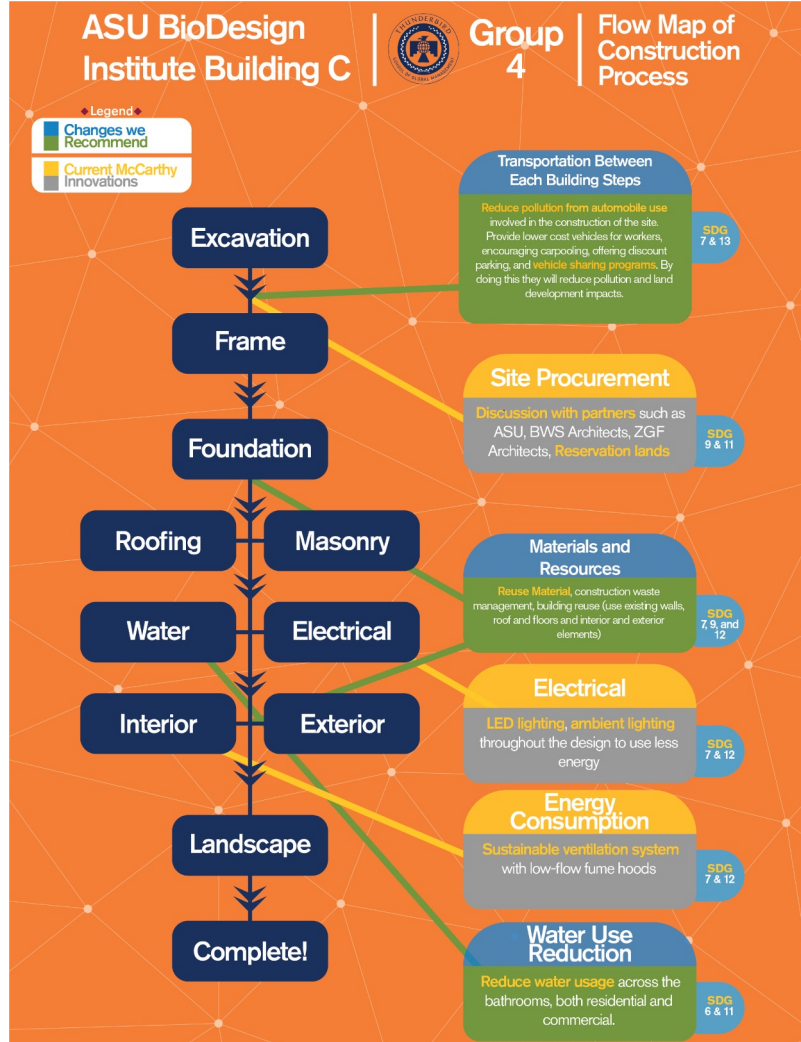 ASU BioDesign
Institute Building C
THUNDERBIRD
SCHOOL OF GLOBAL MANAGEMENT
Group
4
Flow Map of
Construction
Process
Legend
Changes we
Recommend
Current McCarthy
Innovations
Excavation
Frame
Foundation
Roofing
Masonry
Water
Electrical
Interior
Exterior
Landscape
Complete!
Transportation Between
Each Building Steps
Reduce pollution from automobile use
involved in the construction of the site.
Provide lower cost vehicles for workers,
encouraging carpooling, offering discount
parking, and vehicle sharing programs. By
doing this they will reduce pollution and land
development impacts.
SDG
7 & 13
Site Procurement
Discussion with partners such as
ASU, BWS Architects, ZGF
Architects, Reservation lands
SDG
9 & 11
Materials and
Resources
Reuse Material, construction waste
management, building reuse (use existing walls,
roof and floors and interior and exterior
elements)
SDG
7, 9, and
12
Electrical
LED lighting, ambient lighting
throughout the design to use less
energy
SDG
7 & 12
Energy
Consumption
Sustainable ventilation system
with low-flow fume hoods
SDG
7 & 12
Water Use
Reduction
Reduce water usage across the
bathrooms, both residential and
commercial.
SDG
6 & 11